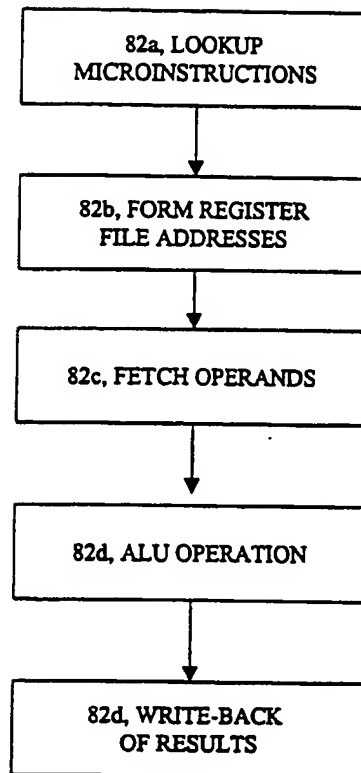 82a, LOOKUP
MICROINSTRUCTIONS
82b, FORM REGISTER
FILE ADDRESSES
82c, FETCH OPERANDS
82d, ALU OPERATION
82d, WRITE-BACK
OF RESULTS